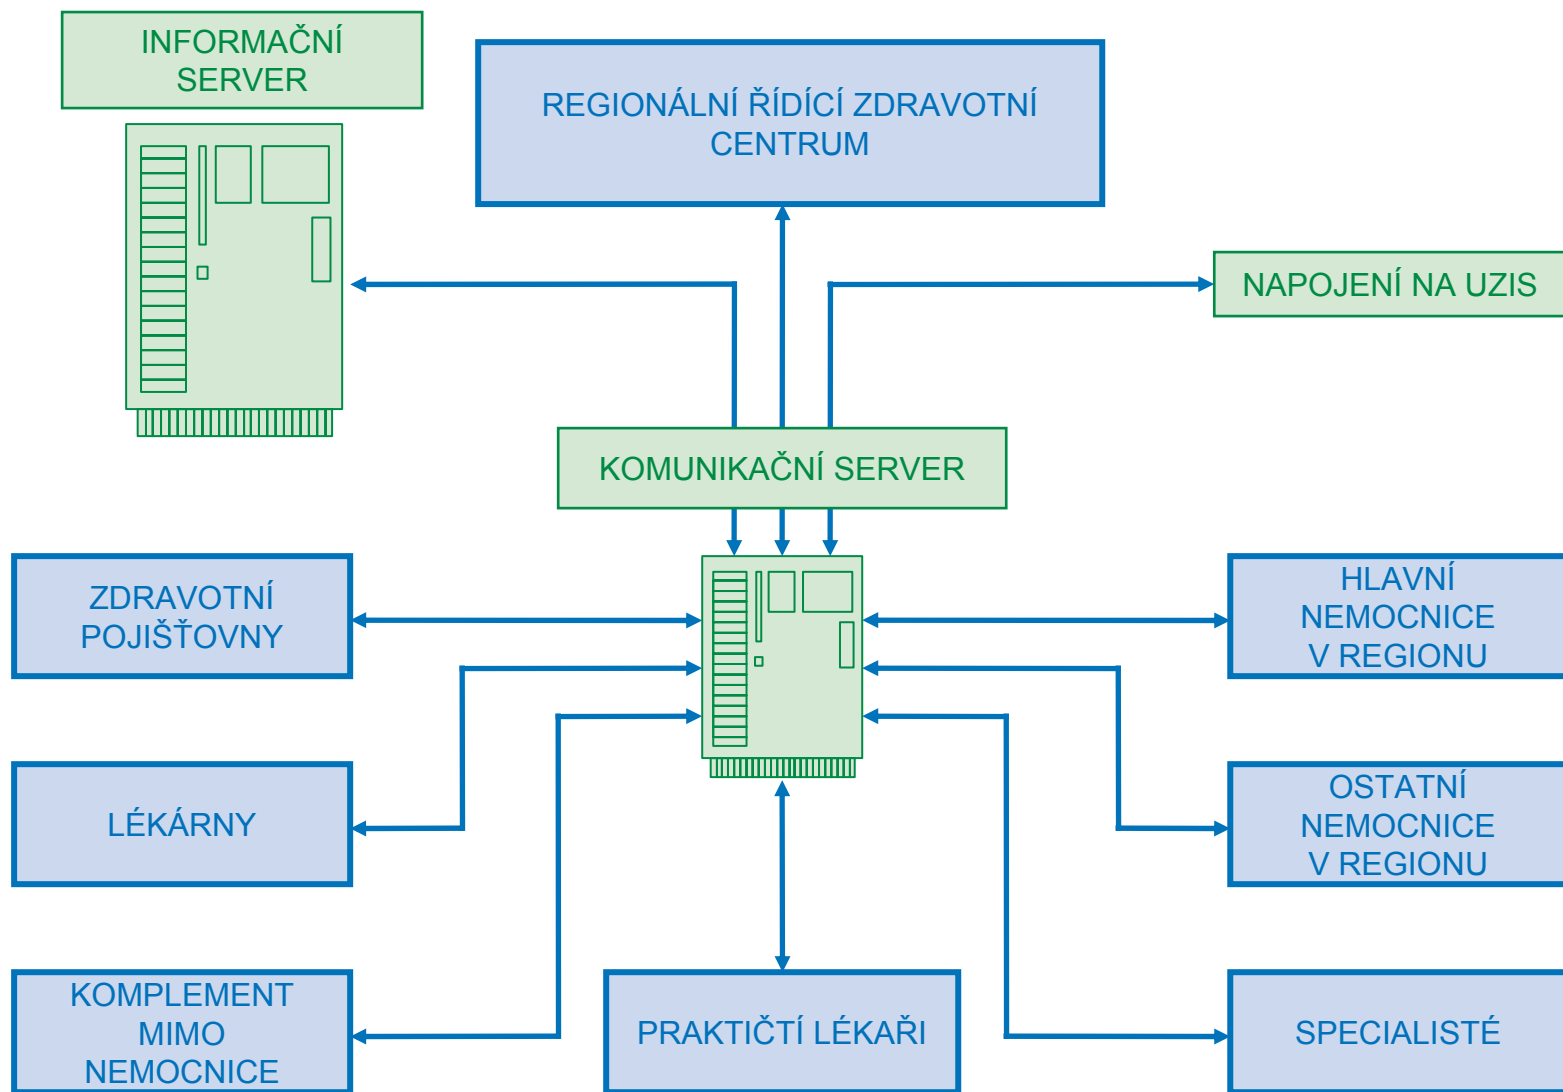 INFORMAČNÍ
SERVER
REGIONÁLNÍ ŘÍDÍCÍ ZDRAVOTNÍ
CENTRUM
NAPOJENÍ NA UZIS
KOMUNIKAČNÍ SERVER
ZDRAVOTNÍ
POJIŠŤOVNY
HLAVNÍ
NEMOCNICE
V REGIONU
LÉKÁRNY
OSTATNÍ
NEMOCNICE
V REGIONU
KOMPLEMENT
MIMO
NEMOCNICE
PRAKTIČTÍ LÉKAŘI
SPECIALISTÉ